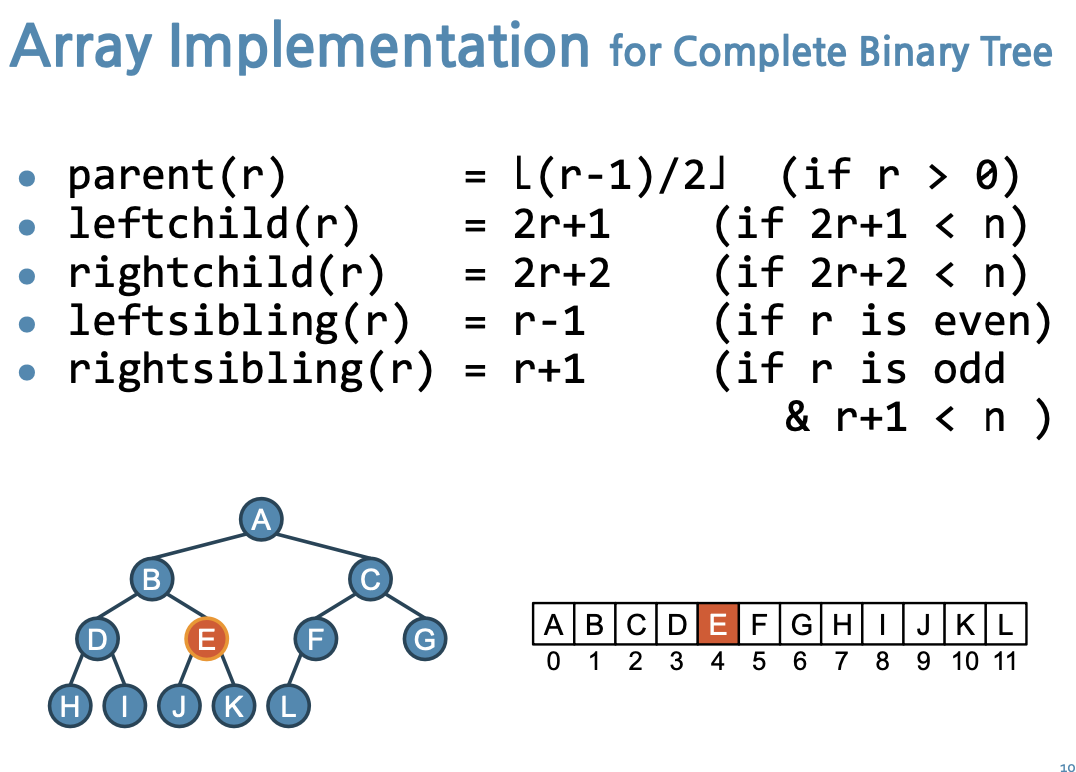 Array Implementation for Complete Binary Tree
• parent(r) = ⌊(r-1)/2⌋ (if r > 0)
• leftchild(r) = 2r+1 (if 2r+1 < n)
• rightchild(r) = 2r+2 (if 2r+2 < n)
• leftsibling(r) = r-1 (if r is even)
• rightsibling(r) = r+1 (if r is odd
& r+1 < n )
A
B C
D E F G
H I J K L
A B C D E F G H I J K L
0 1 2 3 4 5 6 7 8 9 10 11
10